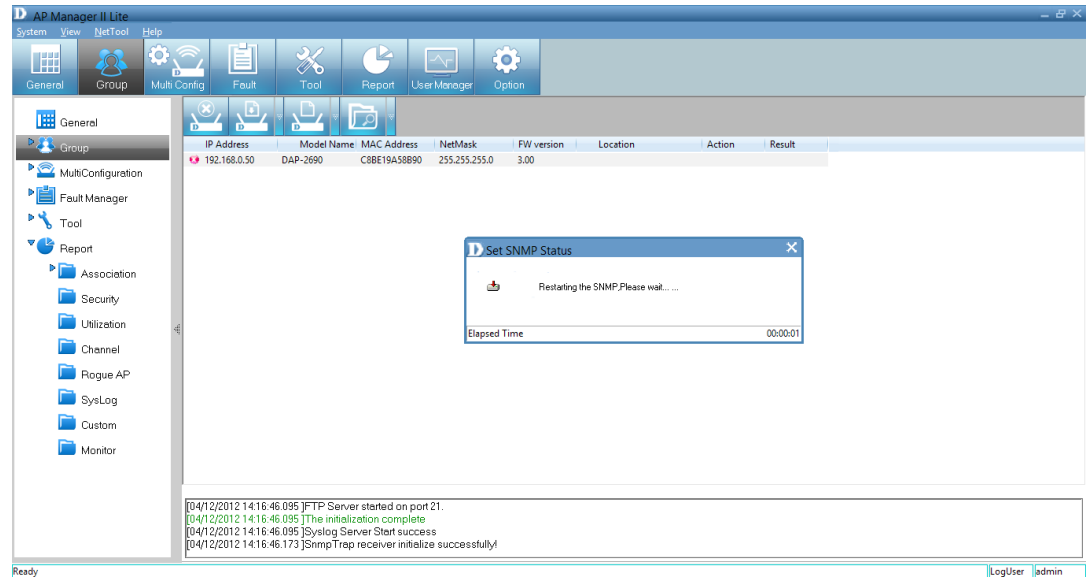 AP Manager II Lite
System View NetTool Help
General Group Multi Config Fault Tool Report User Manager Option
General
Group
MultiConfiguration
Fault Manager
Tool
Report
Association
Security
Utilization
Channel
Rogue AP
SysLog
Custom
Monitor
IP Address Model Name MAC Address NetMask FW version Location Action Result
192.168.0.50 DAP-2690 C8BE19A58B90 255.255.255.0 3.00
Set SNMP Status
Restarting the SNMP,Please wait... ...
Elapsed Time 00:00:01
[04/12/2012 14:16:46.095 ]FTP Server started on port 21.
[04/12/2012 14:16:46.095 ]The initialization complete
[04/12/2012 14:16:46.095 ]Syslog Server Start success
[04/12/2012 14:16:46.173 ]SnmpTrap receiver initialize successfully!
Ready LogUser admin